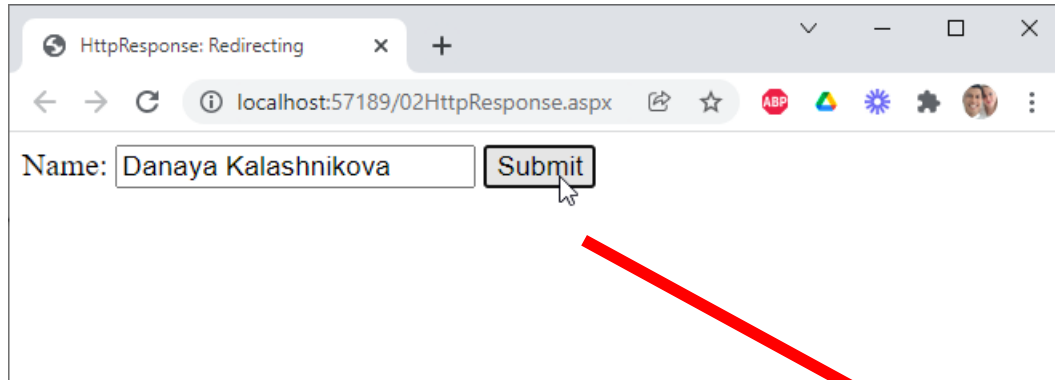 HttpResponse: Redirecting
localhost:57189/02HttpResponse.aspx ABP
Name: Danaya Kalashnikova Submit